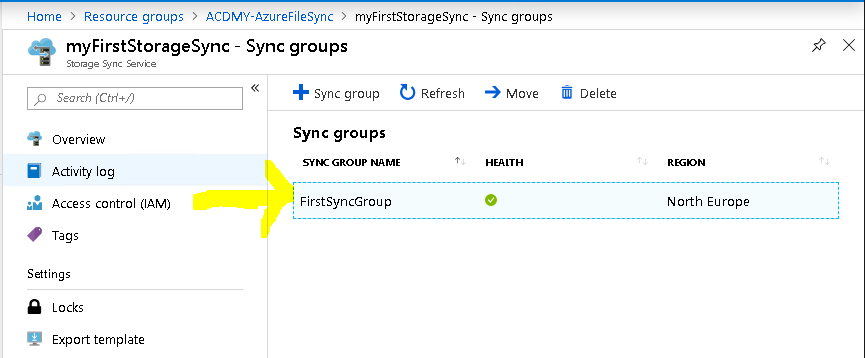 Home > Resource groups > ACDMY-AzureFileSync > myFirstStorageSync - Sync groups
myFirstStorageSync - Sync groups
Storage Sync Service
Search (Ctrl+/)
Overview
Activity log
Access control (IAM)
Tags
Settings
Locks
Export template
Sync group Refresh Move Delete
Sync groups
SYNC GROUP NAME HEALTH REGION
FirstSyncGroup North Europe